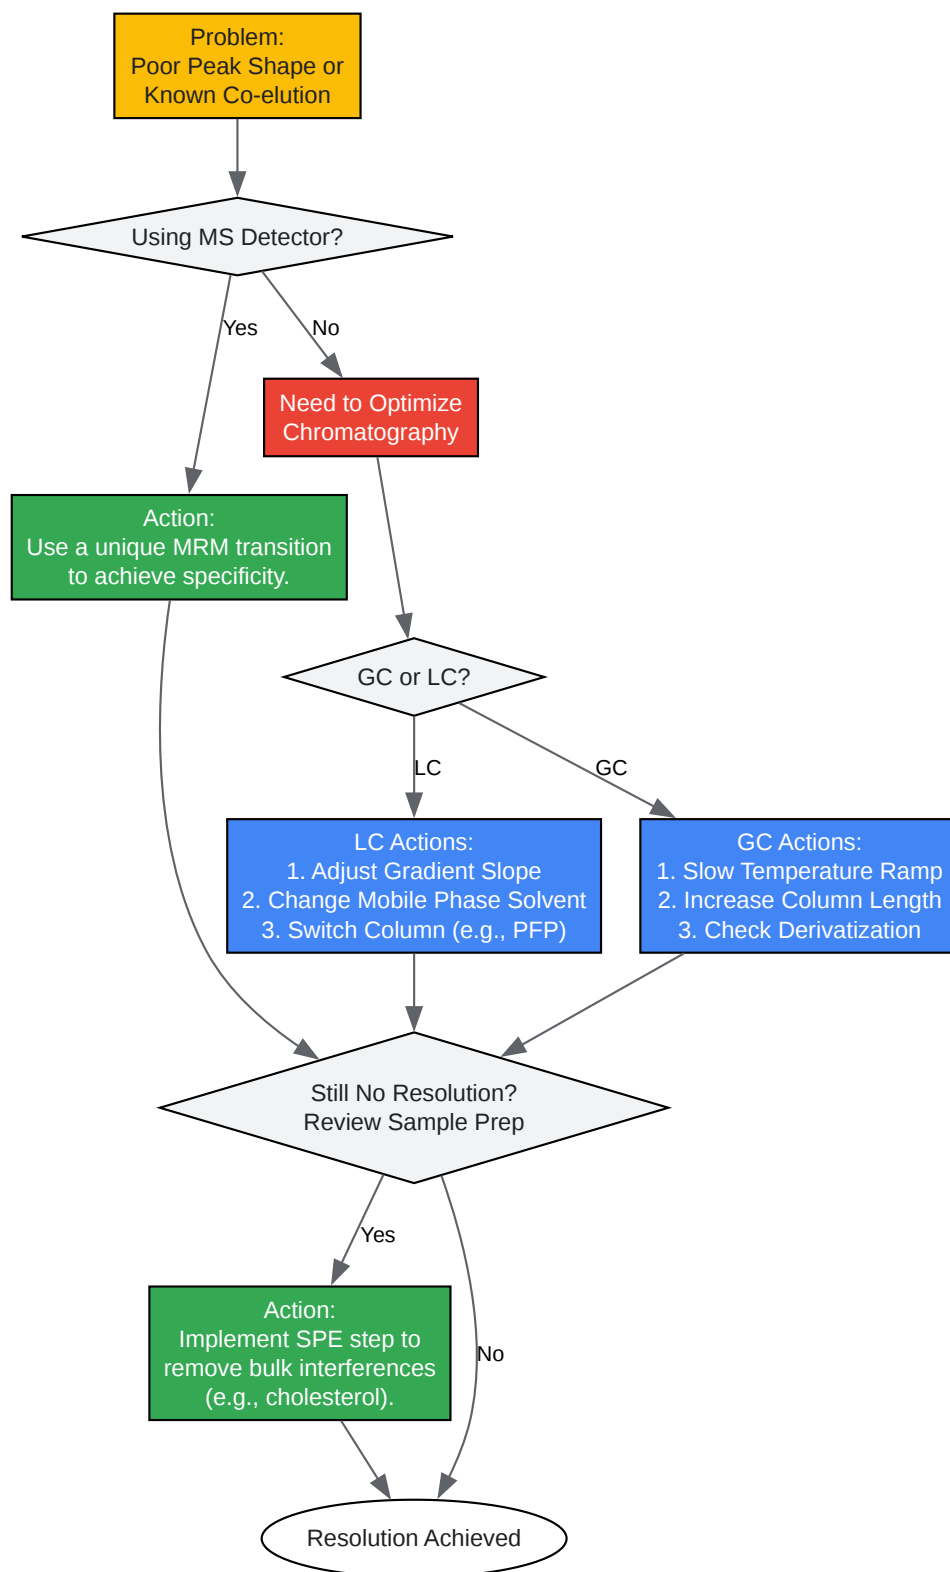 Problem:
Poor Peak Shape or
Known Co-elution
Using MS Detector?
Yes
No
Need to Optimize
Chromatography
Action:
Use a unique MRM transition
to achieve specificity.
GC or LC?
LC
GC
LC Actions:
1. Adjust Gradient Slope
2. Change Mobile Phase Solvent
3. Switch Column (e.g., PFP)
GC Actions:
1. Slow Temperature Ramp
2. Increase Column Length
3. Check Derivatization
Still No Resolution?
Review Sample Prep
Yes
No
Action:
Implement SPE step to
remove bulk interferences
(e.g., cholesterol).
Resolution Achieved